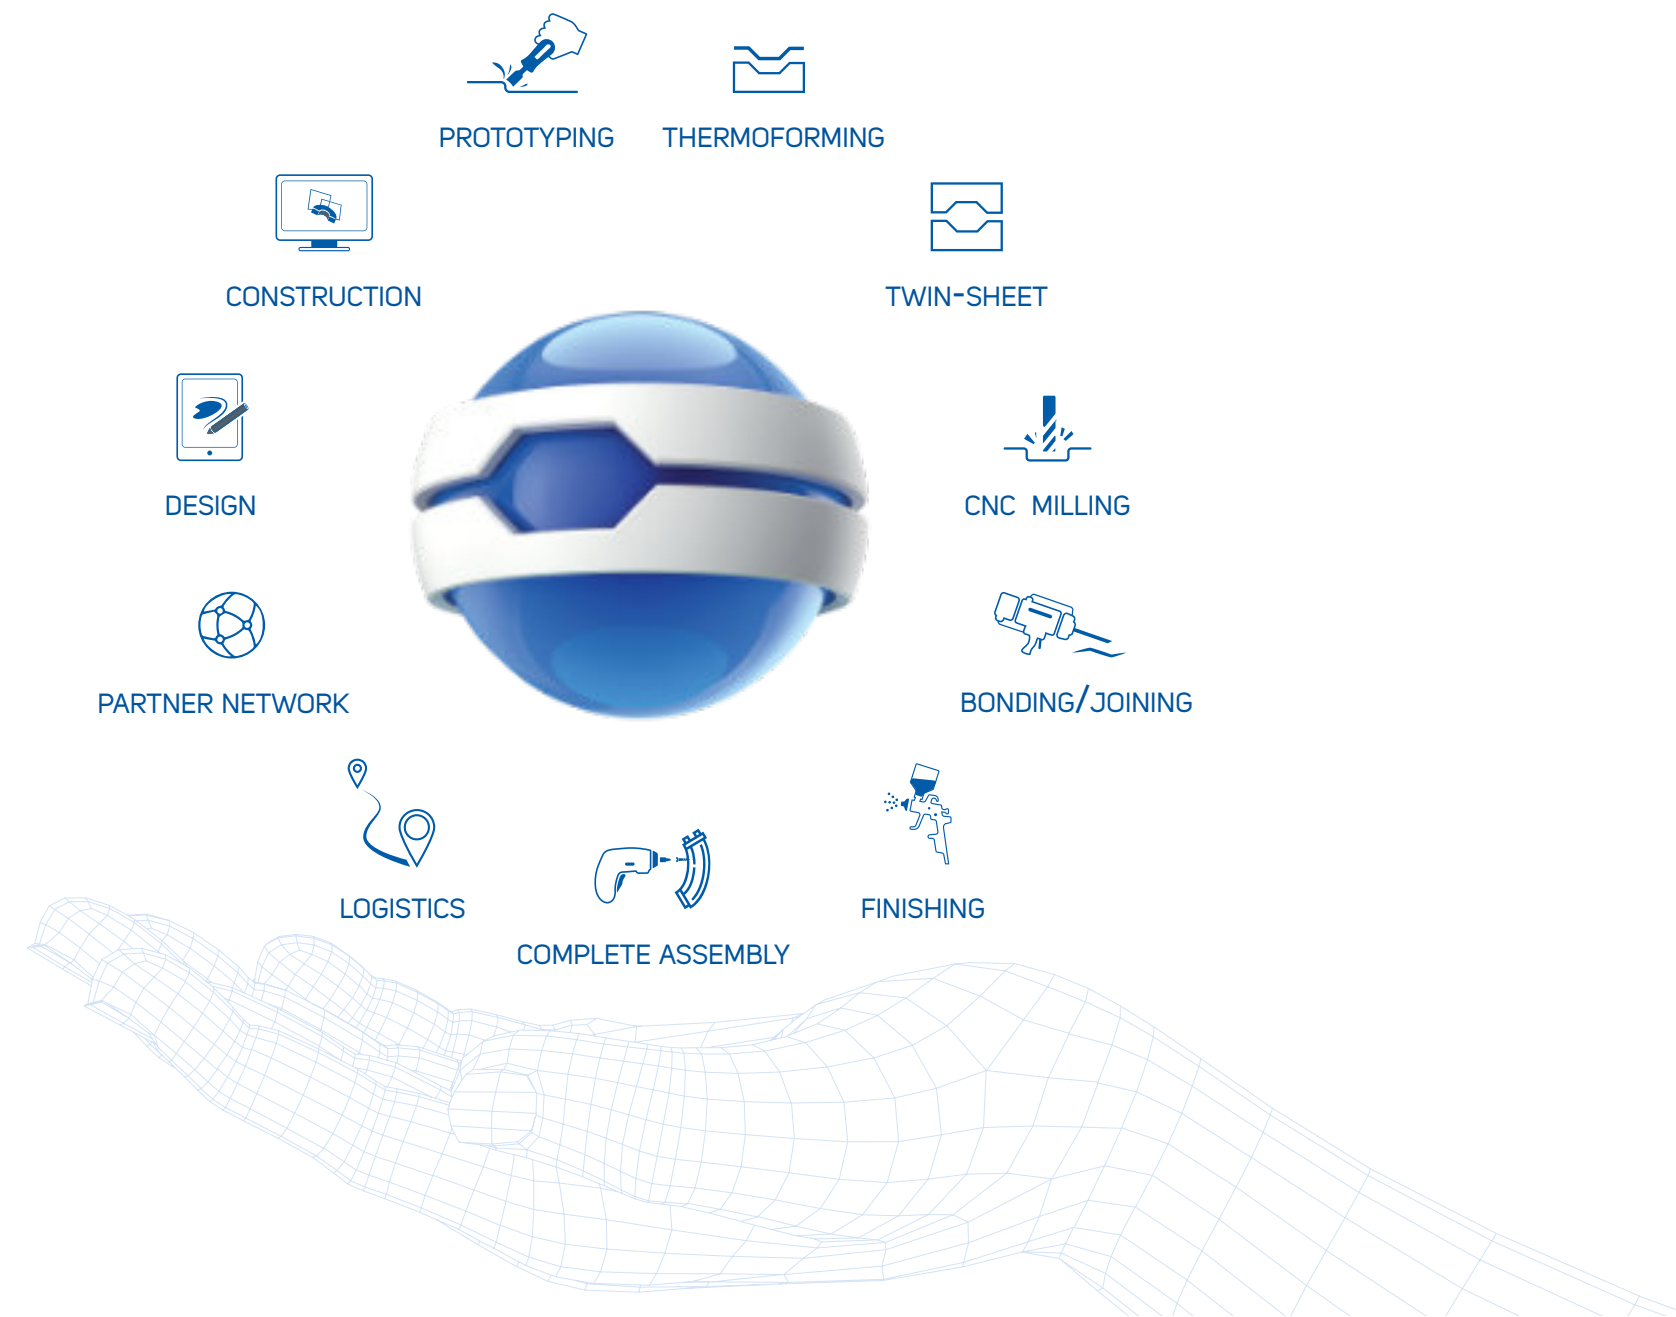 PROTOTYPING
THERMOFORMING
CONSTRUCTION
TWIN-SHEET
DESIGN
CNC MILLING
PARTNER NETWORK
BONDING/JOINING
LOGISTICS
FINISHING
COMPLETE ASSEMBLY